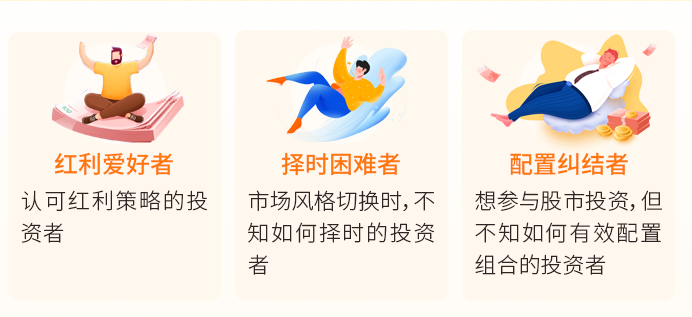 红利爱好者
认可红利策略的投
资者
择时困难者
市场风格切换时，不
知如何择时的投资
者
配置纠结者
想参与股市投资，但
不知如何有效配置
组合的投资者